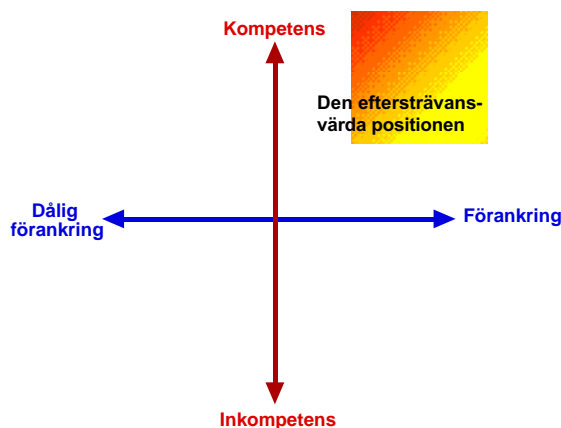 Kompetens
Den eftersträvans-
värda positionen
Dålig
förankring
Förankring
Inkompetens